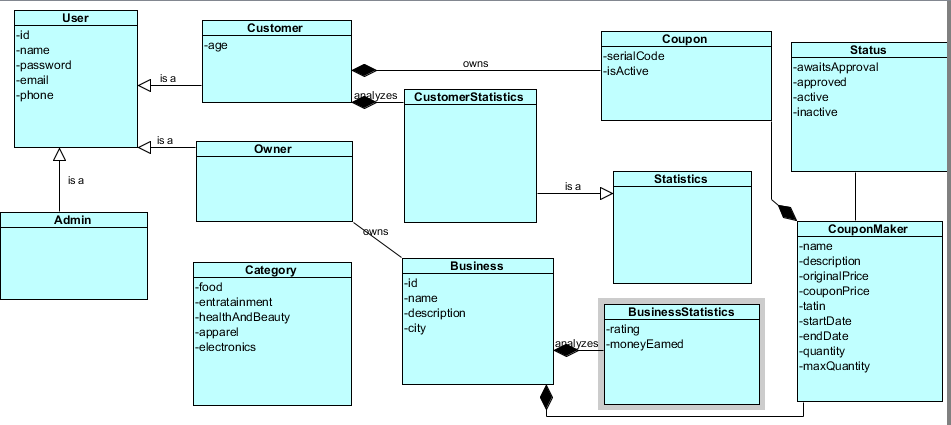 User
-id
-name
-password
-email
-phone
is a
Customer
-age
owns
analyzes
Coupon
-serialCode
-isActive
Status
-awaitsApproval
-approved
-active
-inactive
CustomerStatistics
is a
Owner
is a
Statistics
is a
Admin
owns
CouponMaker
-name
-description
-originalPrice
-couponPrice
-tatin
-startDate
-endDate
-quantity
-maxQuantity
Category
-food
-entratainment
-healthAndBeauty
-apparel
-electronics
Business
-id
-name
-description
-city
analyzes
BusinessStatistics
-rating
-moneyEarned